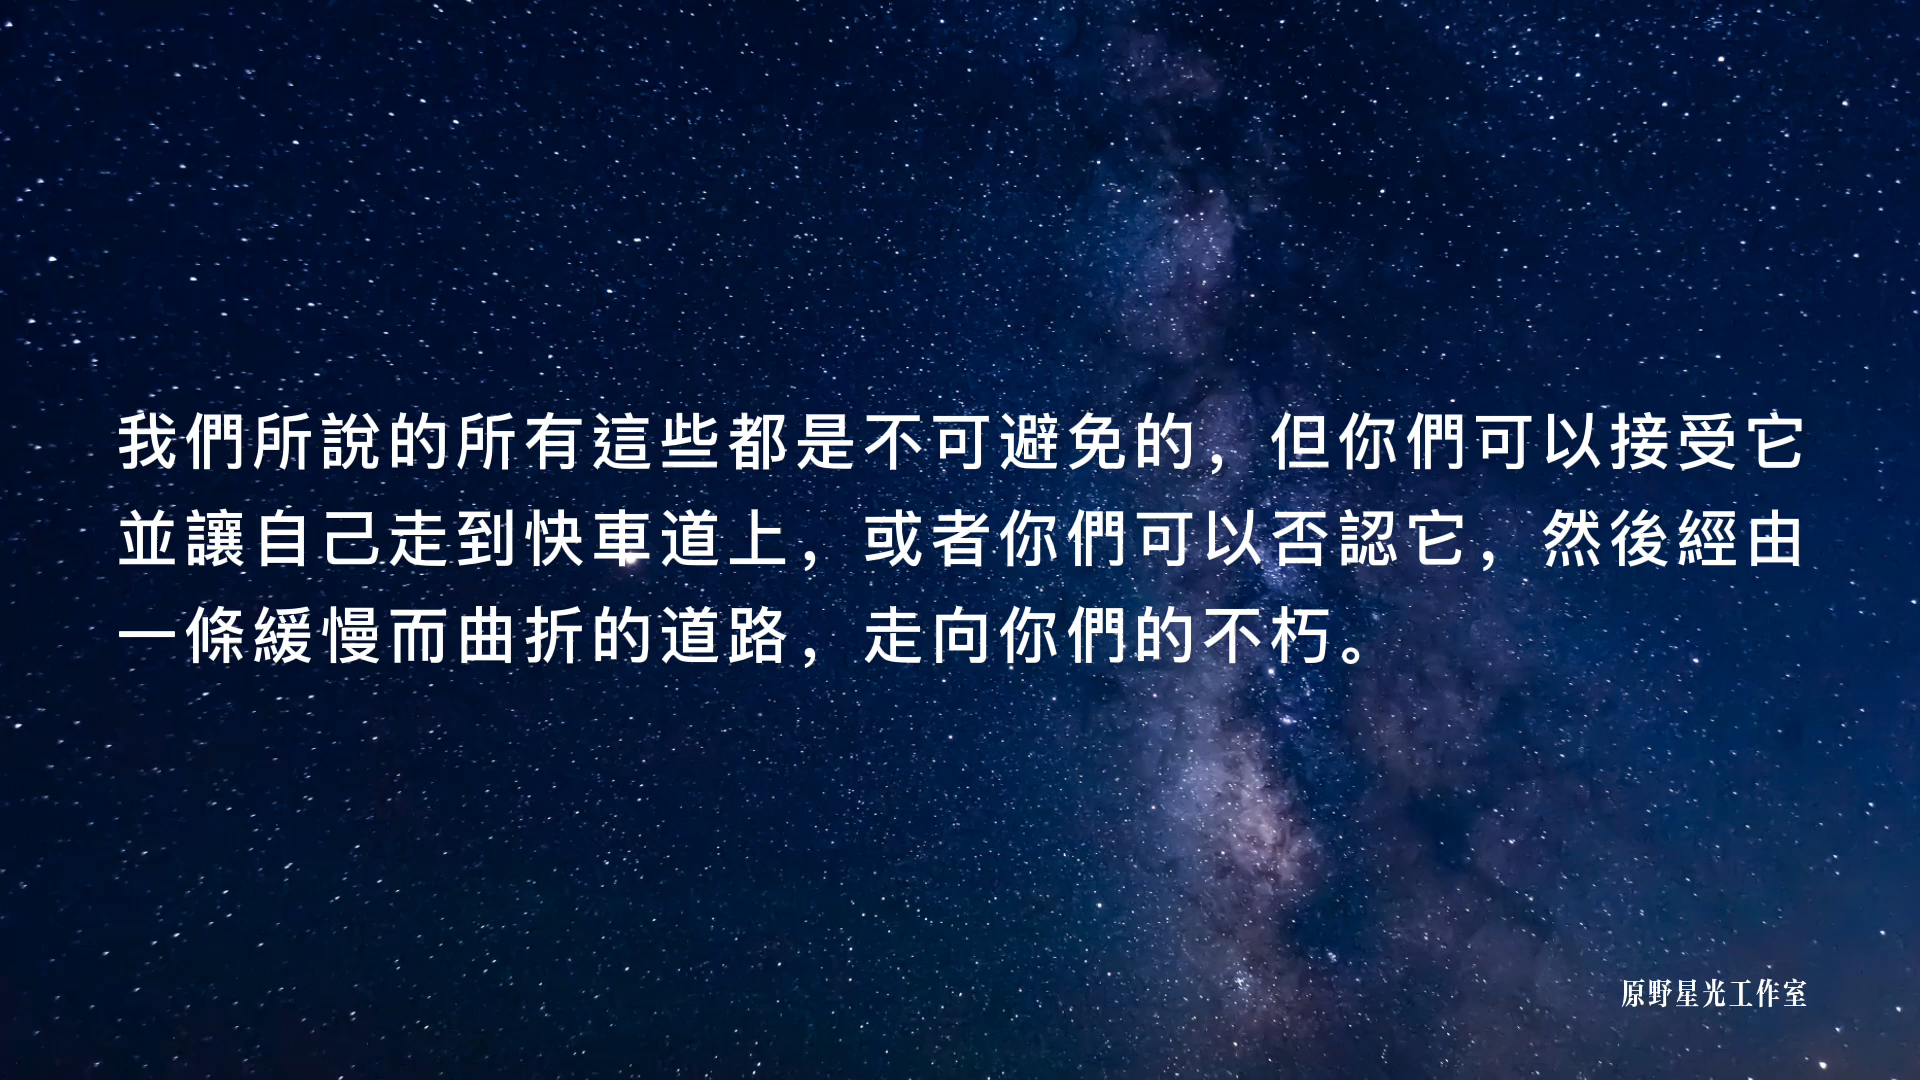 我們所說的所有這些都是不可避免的，但你們可以接受它
並讓自己走到快車道上，或者你們可以否認它，然後經由
一條緩慢而曲折的道路，走向你們的不朽。
原野星光工作室